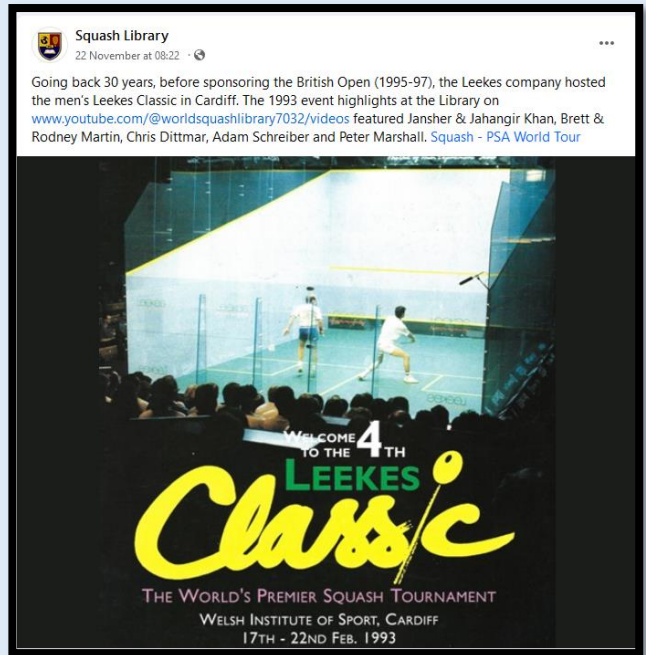 Squash Library
22 November at 08:22 ·
Going back 30 years, before sponsoring the British Open (1995-97), the Leekes company hosted
the men's Leekes Classic in Cardiff. The 1993 event highlights at the Library on
www.youtube.com/@worldsquashlibrary7032/videos featured Jansher & Jahangir Khan, Brett &
Rodney Martin, Chris Dittmar, Adam Schreiber and Peter Marshall. Squash - PSA World Tour
WELCOME
TO THE 4TH
LEEKES
Classic
THE WORLD'S PREMIER SQUASH TOURNAMENT
WELSH INSTITUTE OF SPORT, CARDIFF
17TH - 22ND FEB. 1993